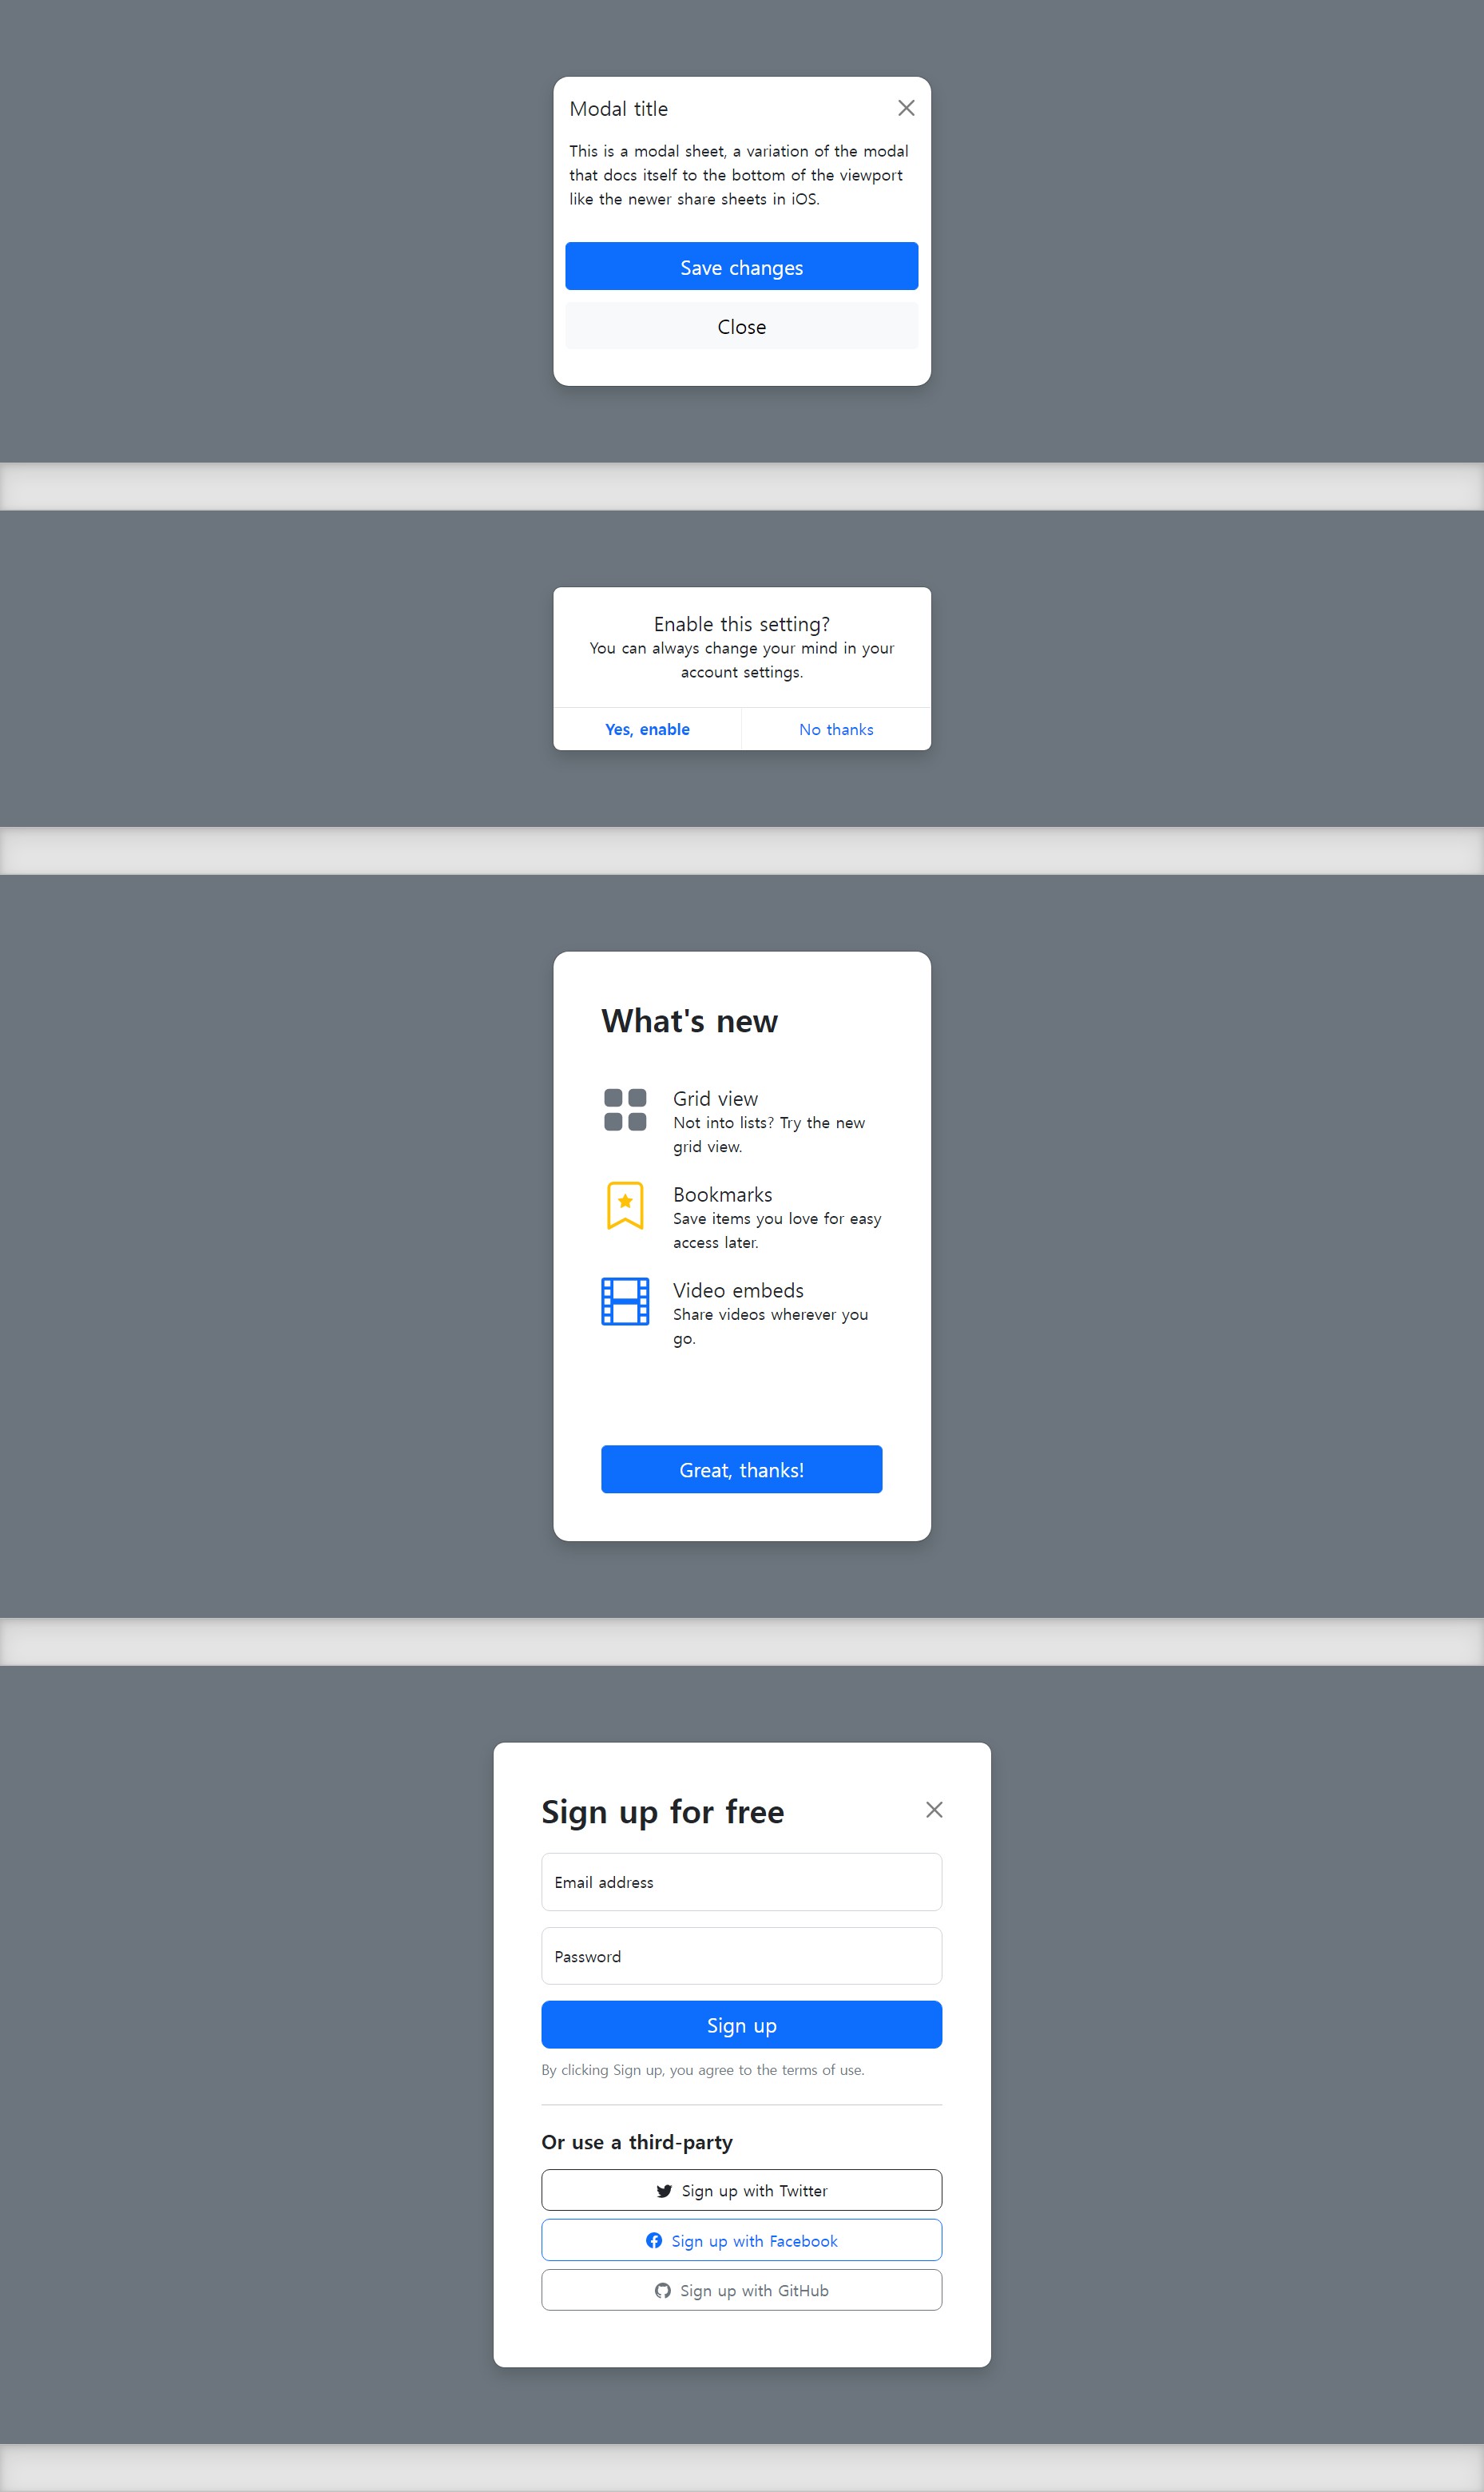 Modal title
This is a modal sheet, a variation of the modal
that docs itself to the bottom of the viewport
like the newer share sheets in iOS.
Save changes
Close
Enable this setting?
You can always change your mind in your
account settings.
Yes, enable
No thanks
What's new
Grid view
Not into lists? Try the new
grid view.
Bookmarks
Save items you love for easy
access later.
Video embeds
Share videos wherever you
go.
Great, thanks!
Sign up for free
Email address
Password
Sign up
By clicking Sign up, you agree to the terms of use.
Or use a third-party
Sign up with Twitter
Sign up with Facebook
Sign up with GitHub